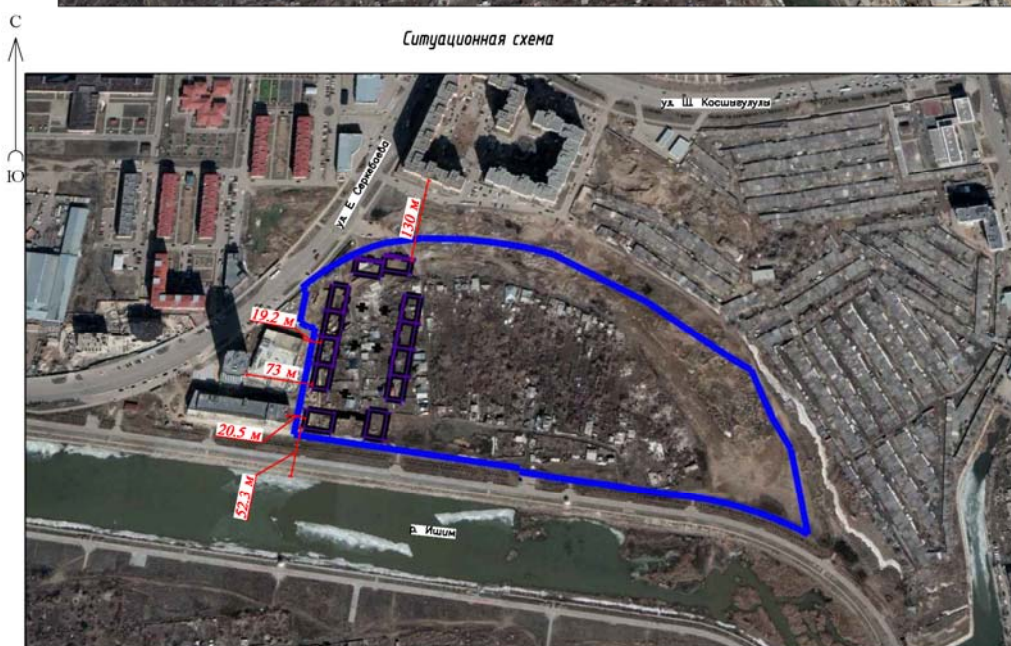 С
Ситуационная схема
Ю
ул. Щ. Косшыгулулы
ул. Е. Серкебаева
130 м
19.2 м
73 м
20.5 м
52.3 м
р. Ишим